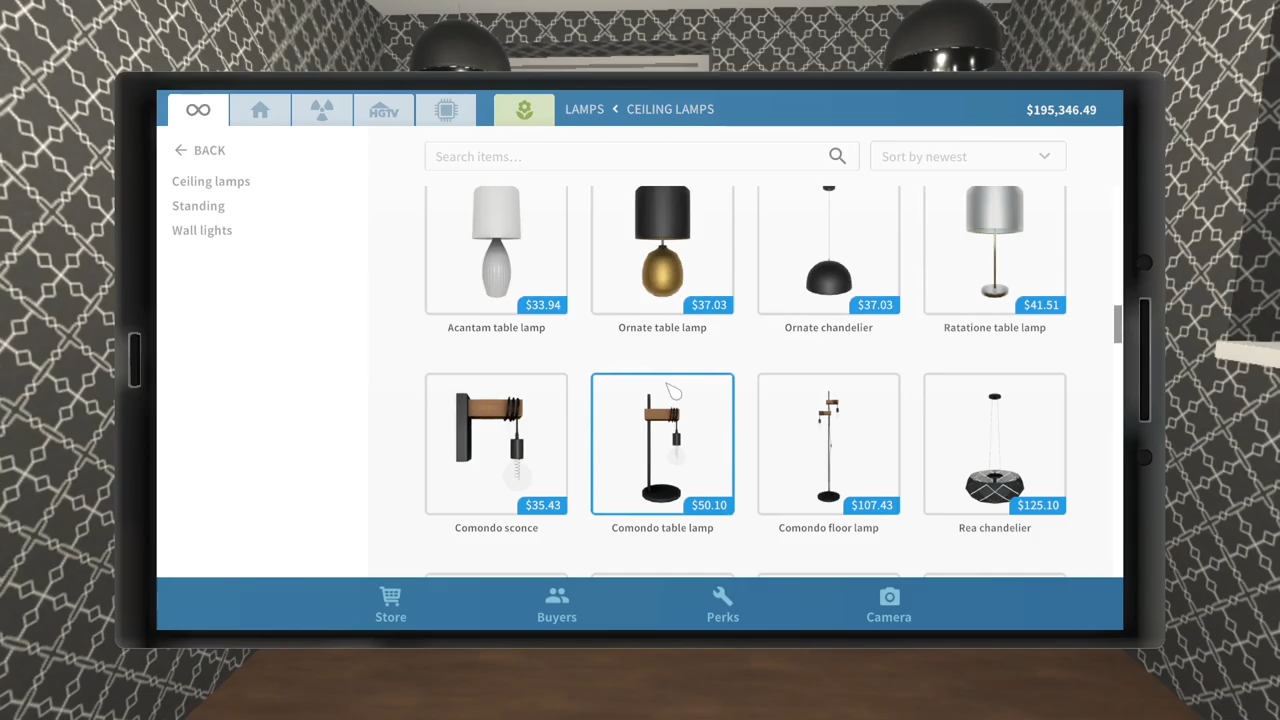 HGTV
LAMPS < CEILING LAMPS
$195,346.49
BACK
Search items...
Sort by newest
Ceiling lamps
Standing
Wall lights
$33.94
$37.03
$37.03
$41.51
Acantam table lamp
Ornate table lamp
Ornate chandelier
Ratatione table lamp
$35.43
$50.10
$107.43
$125.10
Comondo sconce
Comondo table lamp
Comondo floor lamp
Rea chandelier
Store
Buyers
Perks
Camera